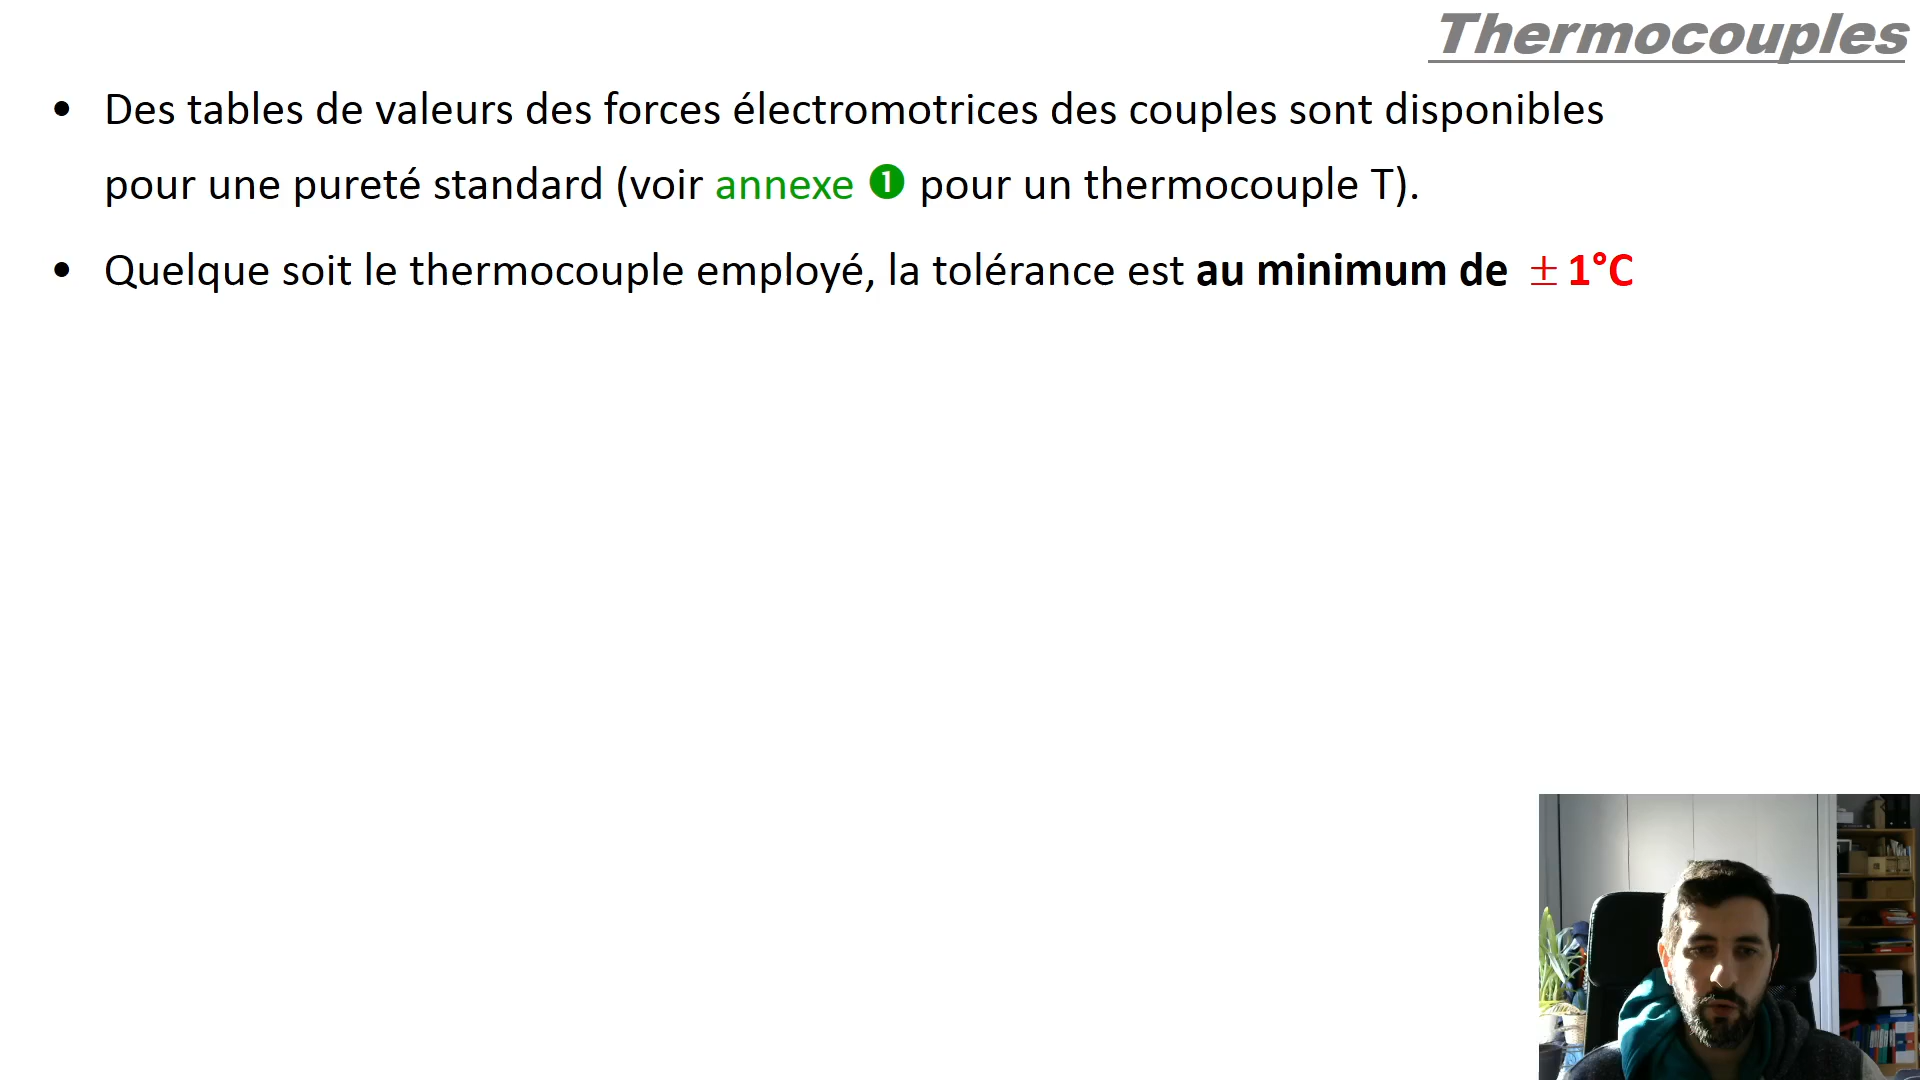 Thermocouples
• Des tables de valeurs des forces électromotrices des couples sont disponibles
pour une pureté standard (voir annexe ❶ pour un thermocouple T).
• Quelque soit le thermocouple employé, la tolérance est au minimum de ± 1°C